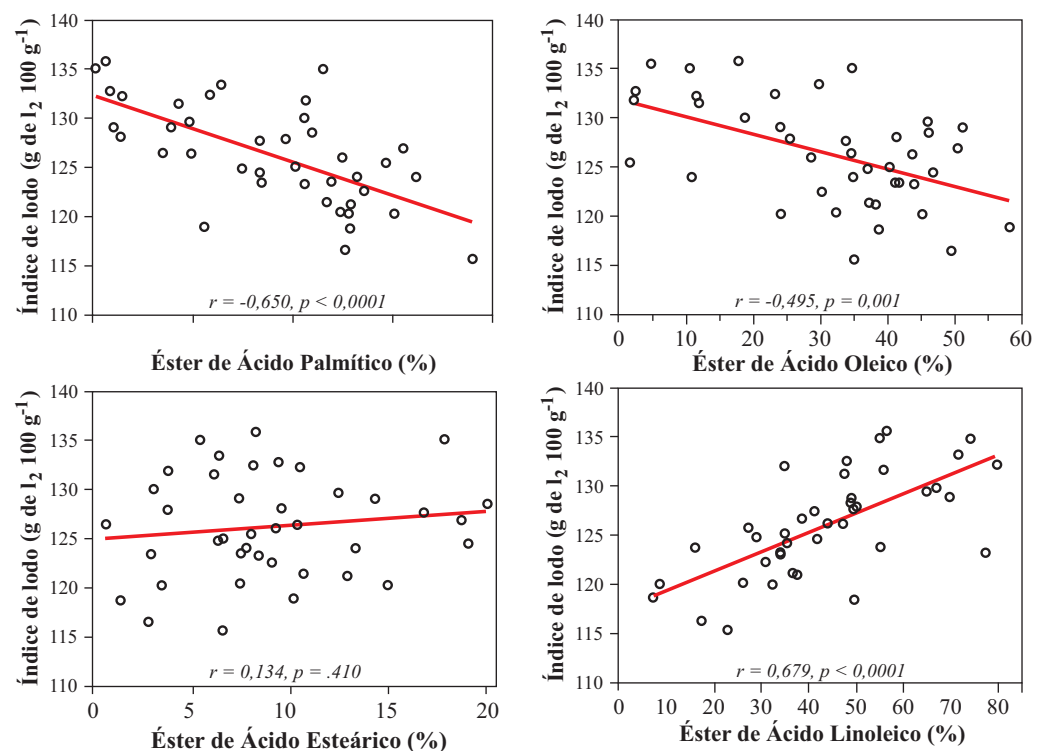 Índice de Iodo (g de I₂ 100 g⁻¹)
140
135
130
125
120
115
110
r = -0,650, p < 0,0001
Éster de Ácido Palmítico (%)
Índice de Iodo (g de I₂ 100 g⁻¹)
140
135
130
125
120
115
110
r = -0,495, p = 0,001
0 10 20 30 40 50 60
Éster de Ácido Oleico (%)
Índice de Iodo (g de I₂ 100 g⁻¹)
140
135
130
125
120
115
110
r = 0,134, p = .410
0 5 10 15 20
Éster de Ácido Esteárico (%)
Índice de Iodo (g de I₂ 100 g⁻¹)
140
135
130
125
120
115
110
r = 0,679, p < 0,0001
0 10 20 30 40 50 60 70 80
Éster de Ácido Linoleico (%)